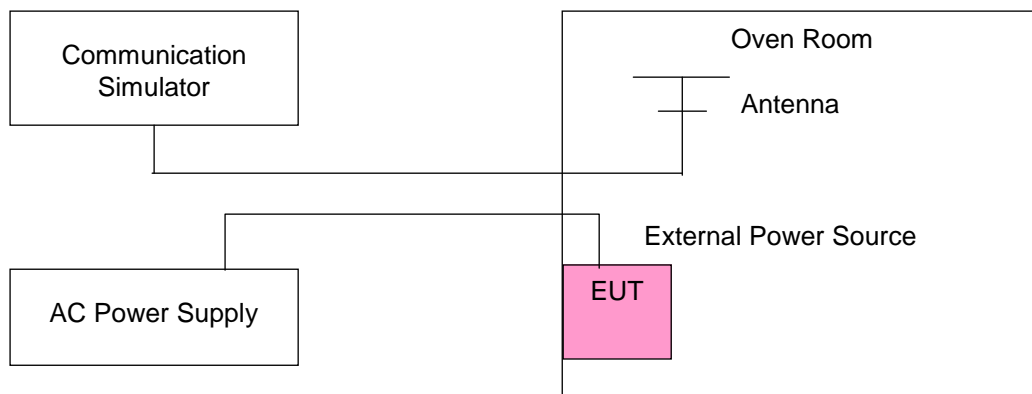 Communication
Simulator
Oven Room
Antenna
External Power Source
AC Power Supply
EUT